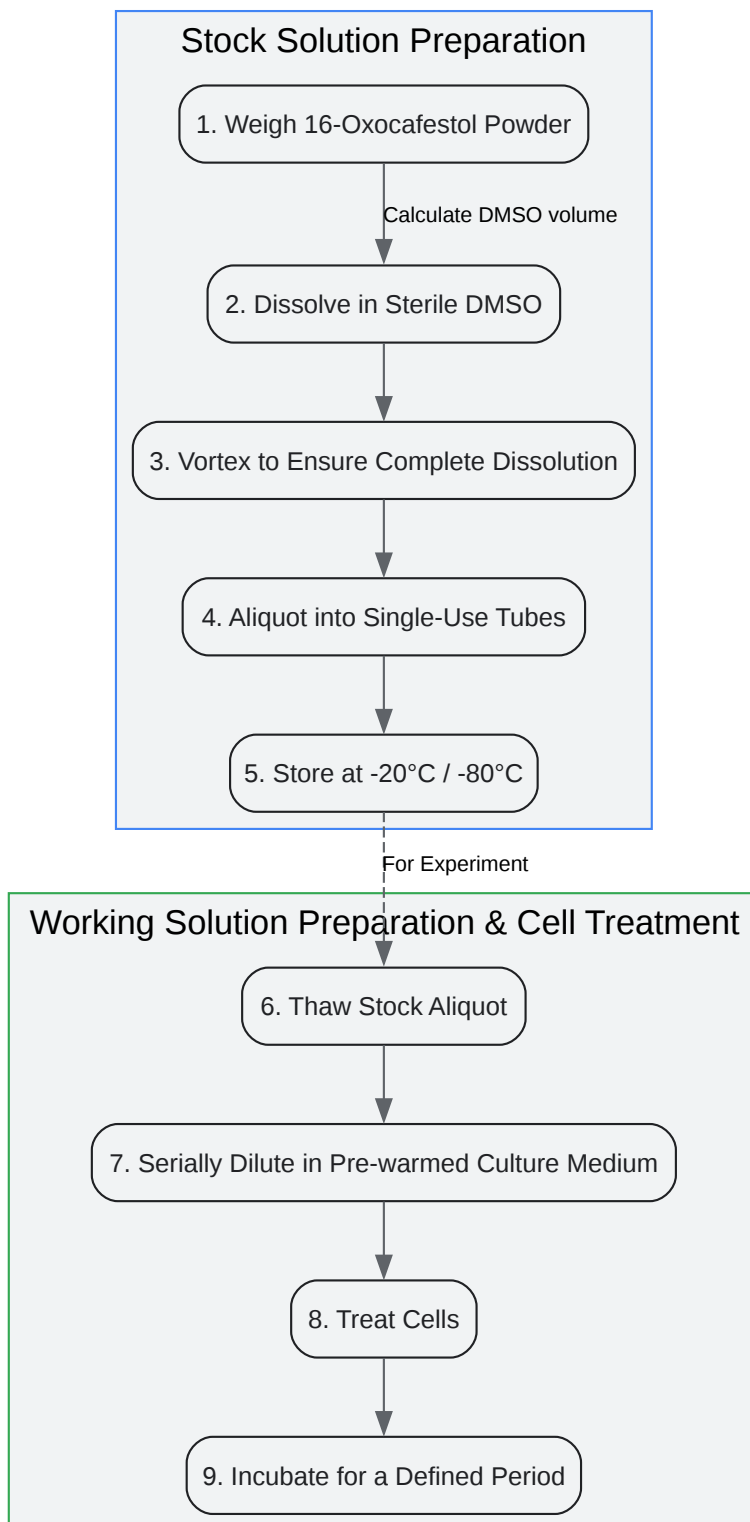 Stock Solution Preparation
1. Weigh 16-Oxocafestol Powder
Calculate DMSO volume
2. Dissolve in Sterile DMSO
3. Vortex to Ensure Complete Dissolution
4. Aliquot into Single-Use Tubes
5. Store at -20°C / -80°C
For Experiment
Working Solution Preparation & Cell Treatment
6. Thaw Stock Aliquot
7. Serially Dilute in Pre-warmed Culture Medium
8. Treat Cells
9. Incubate for a Defined Period